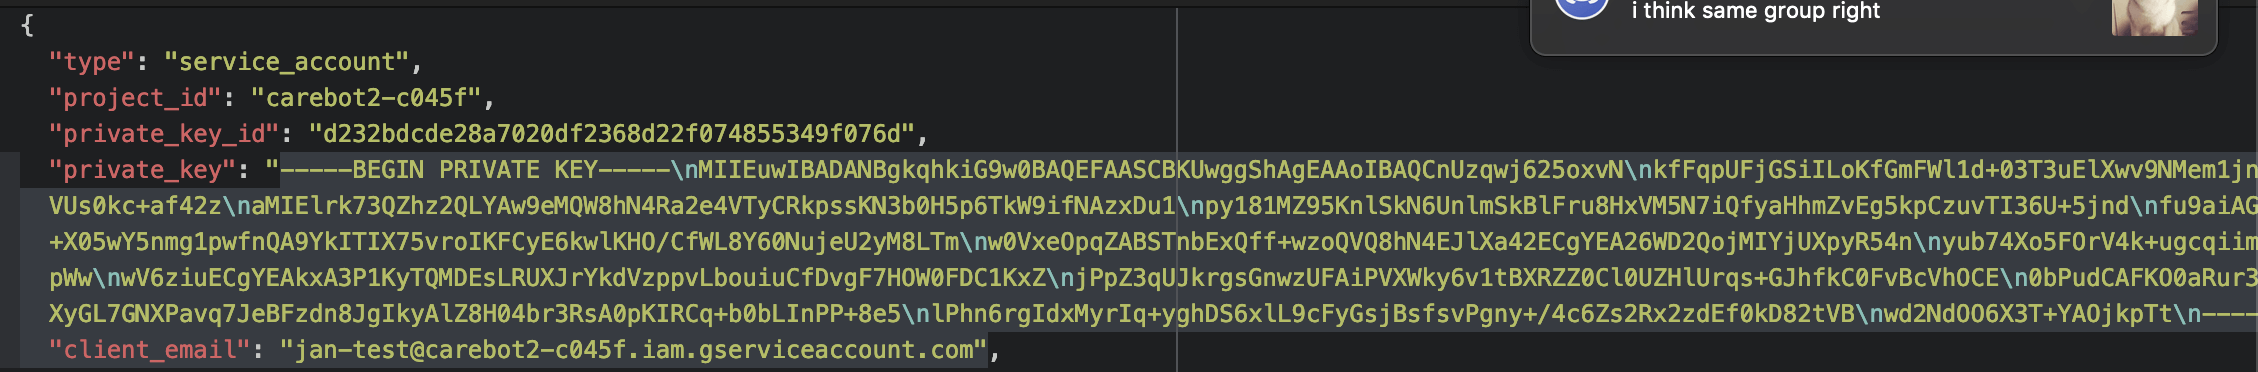 i think same group right
{
"type": "service_account",
"project_id": "carebot2-c045f",
"private_key_id": "d232bdcde28a7020df2368d22f074855349f076d",
"private_key": "-----BEGIN PRIVATE KEY-----\nMIIEuwIBADANBgkqhkiG9w0BAQEFAASCBKUwggShAgEAAoIBAQCnUzqwj625oxvN\nkfFqpUFjGSiILoKfGmFWl1d+03T3uElXwv9NMem1jn
VUs0kc+af42z\naMIElrk73QZhz2QLYAw9eMQW8hN4Ra2e4VTyCRkpssKN3b0H5p6TkW9ifNAzxDu1\npy181MZ95KnlSkN6UnlmSkBlFru8HxVM5N7iQfyaHhmZvEg5kpCzuvTI36U+5jnd\nfu9aiAG
+X05wY5nmg1pwfnQA9YkITIX75vroIKFCyE6kwlKHO/CfWL8Y60NujeU2yM8LTm\nw0VxeOpqZABSTnbExQff+wzoQVQ8hN4EJlXa42ECgYEA26WD2QojMIYjUXpyR54n\nyub74Xo5FOrV4k+ugcqiim
pWw\nwV6ziuECgYEAkxA3P1KyTQMDEsLRUXJrYkdVzppvLbouiuCfDvgF7HOW0FDC1KxZ\njPpZ3qUJkrgsGnwzUFAiPVXWky6v1tBXRZZ0Cl0UZHlUrqs+GJhfkC0FvBcVhOCE\n0bPudCAFKO0aRur3
XyGL7GNXPavq7JeBFzdn8JgIkyAlZ8H04br3RsA0pKIRCq+b0bLInPP+8e5\nlPhn6rgIdxMyrIq+yghDS6xlL9cFyGsjBsfsvPgny+/4c6Zs2Rx2zdEf0kD82tVB\nwd2NdOO6X3T+YAOjkpTt\n----
"client_email": "jan-test@carebot2-c045f.iam.gserviceaccount.com",